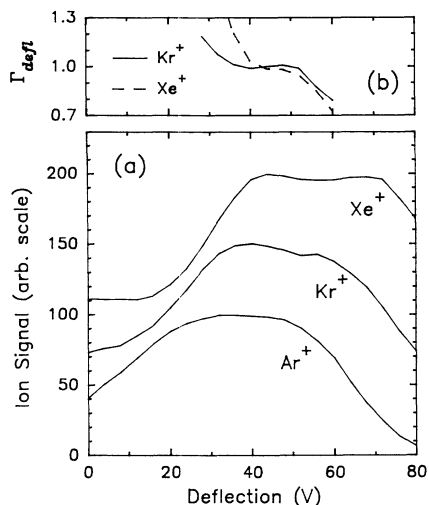 1.3
1.0
0.7
Γdefl
Kr+
Xe+
(b)
200
150
100
50
0
Ion Signal (arb. scale)
(a)
Xe+
Kr+
Ar+
0 20 40 60 80
Deflection (V)